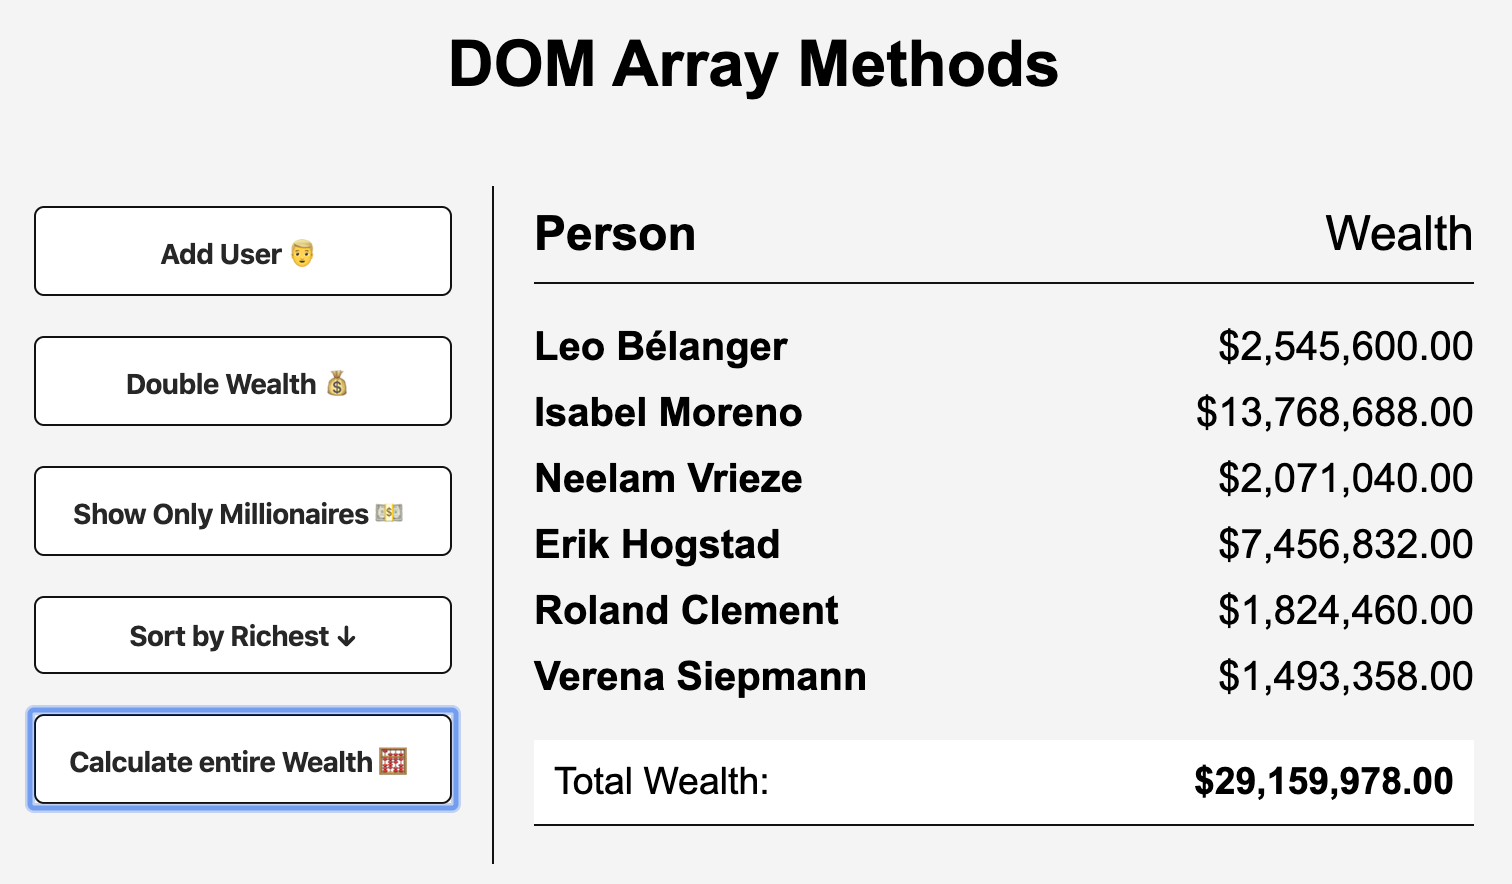 DOM Array Methods
Add User 👨
Double Wealth 💰
Show Only Millionaires 💵
Sort by Richest ↓
Calculate entire Wealth 🧮
Person Wealth
Leo Bélanger $2,545,600.00
Isabel Moreno $13,768,688.00
Neelam Vrieze $2,071,040.00
Erik Hogstad $7,456,832.00
Roland Clement $1,824,460.00
Verena Siepmann $1,493,358.00
Total Wealth: $29,159,978.00